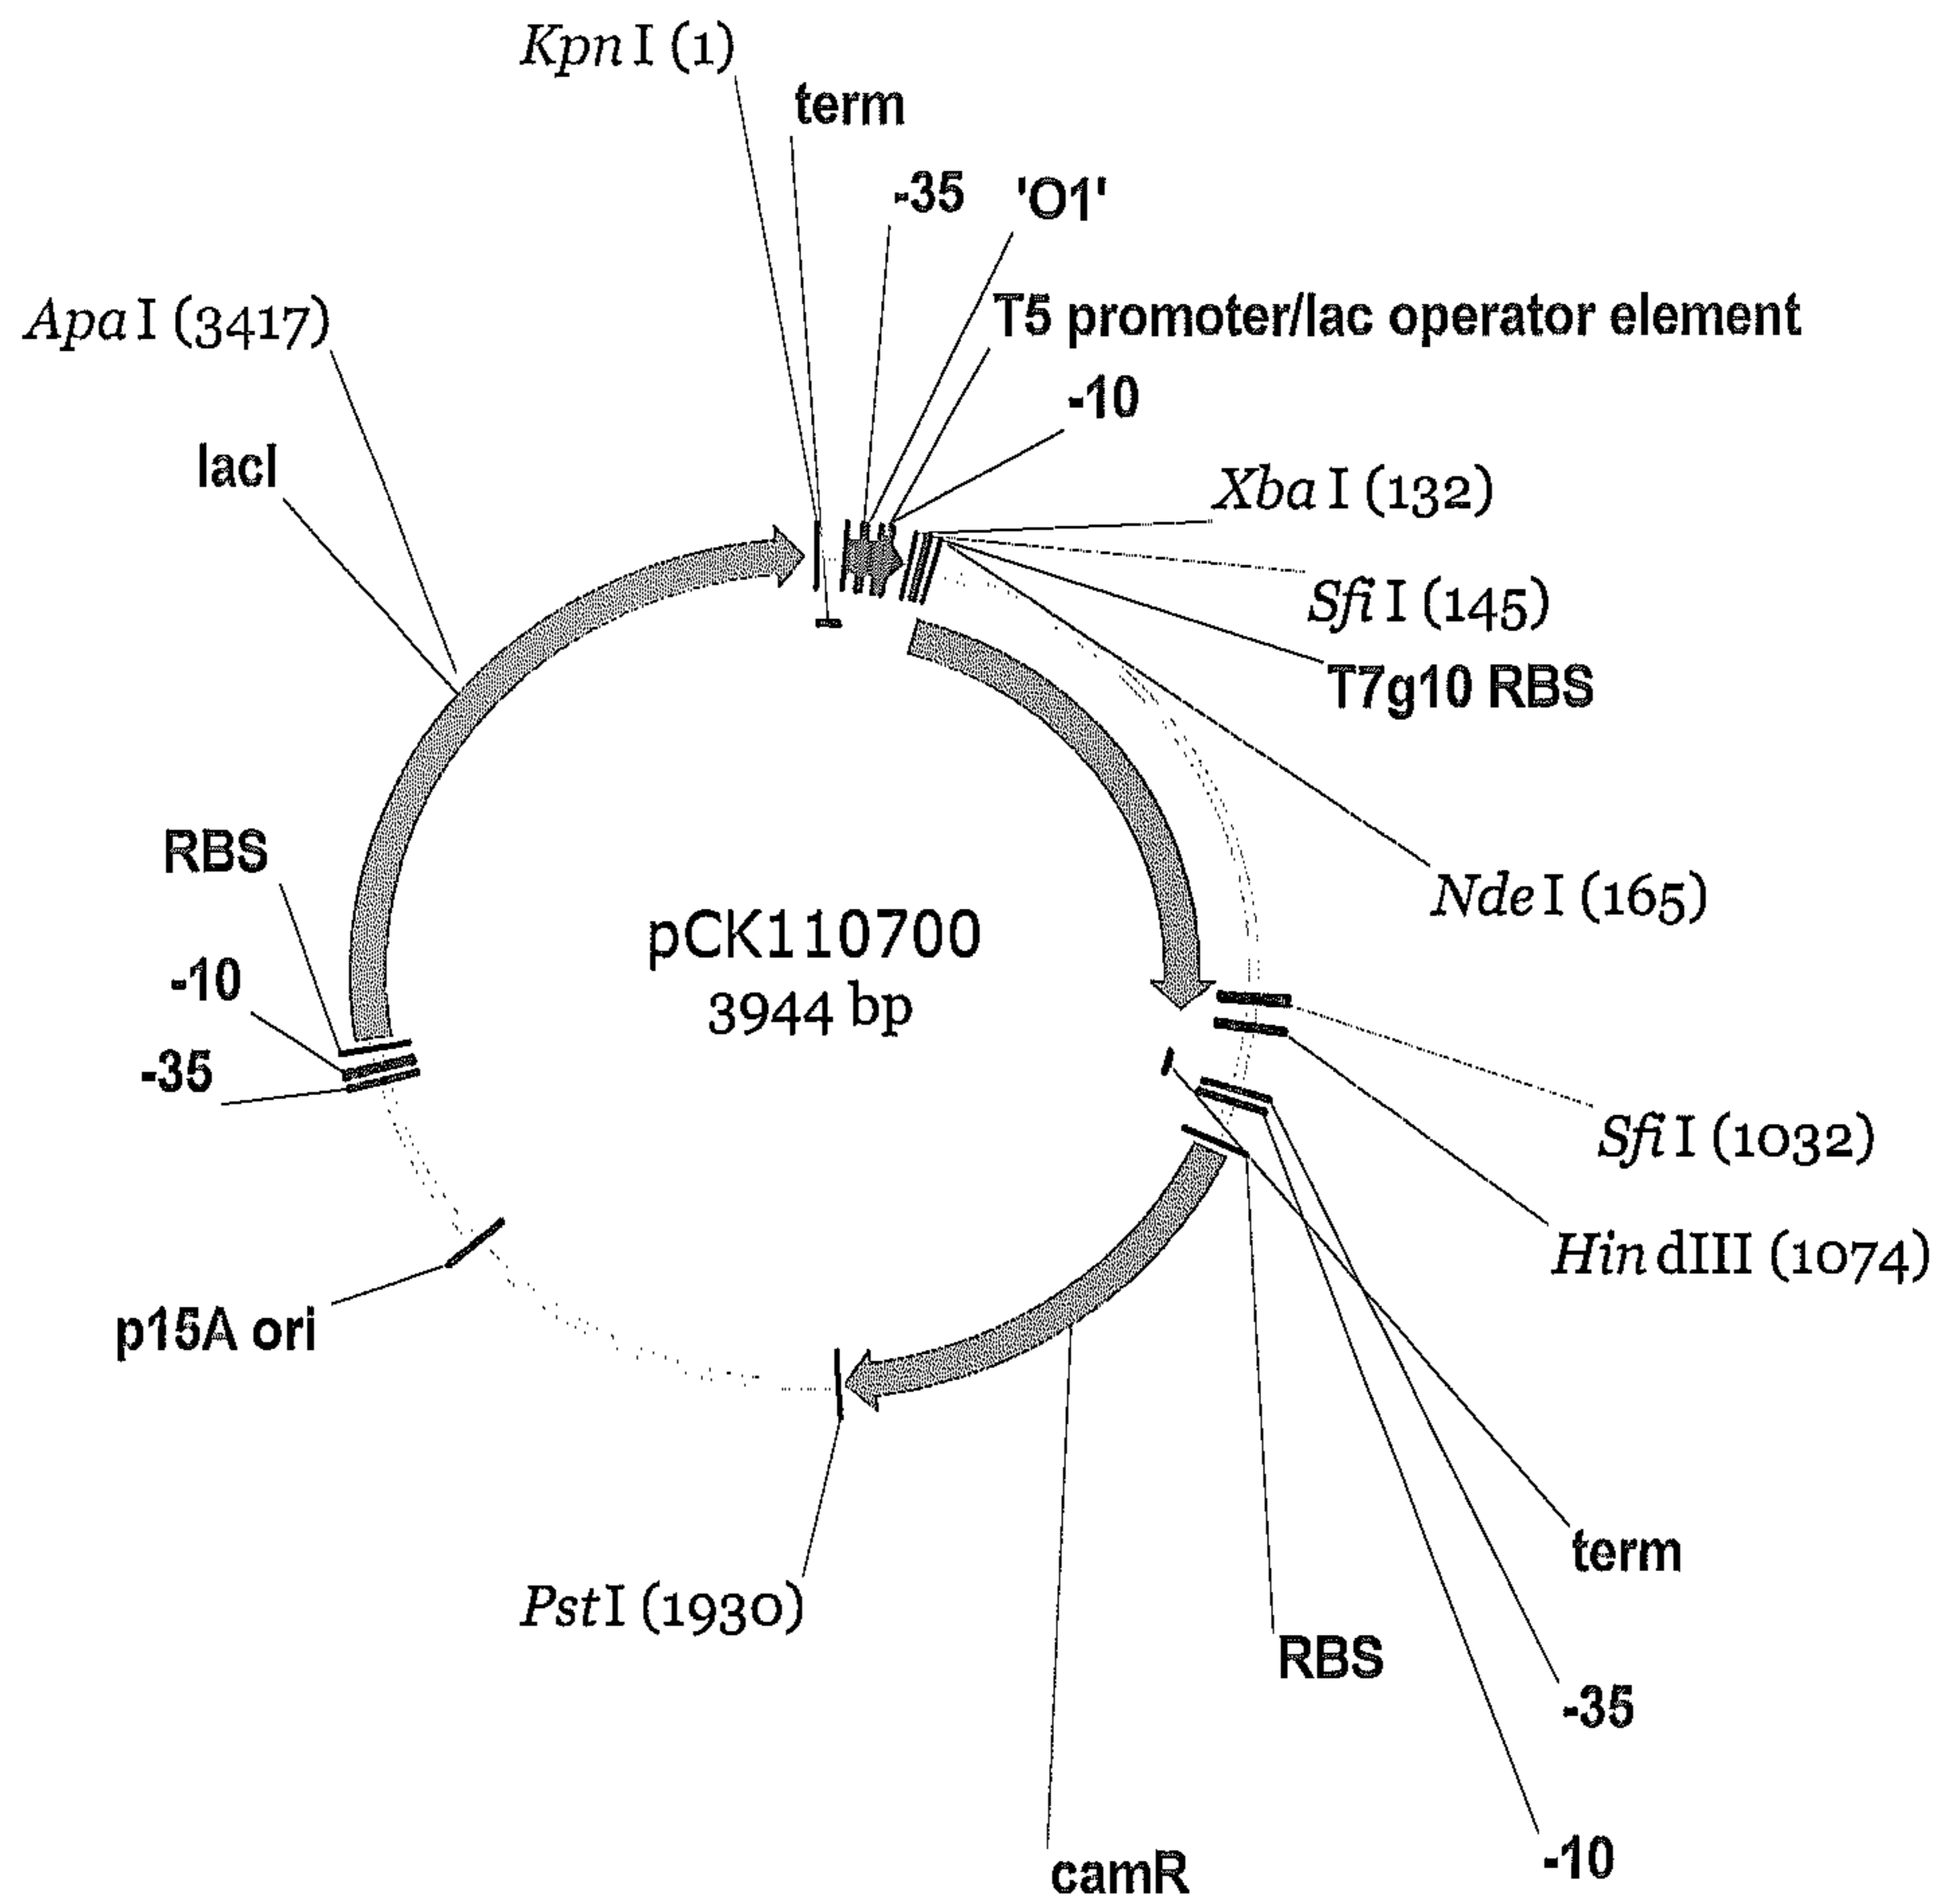 KpnI (1)
term
-35
'O1'
ApaI (3417)
T5 promoter/lac operator element
-10
lacI
XbaI (132)
SfiI (145)
T7g10 RBS
RBS
NdeI (165)
pCK110700
3944 bp
-10
-35
SfiI (1032)
HindIII (1074)
p15A ori
term
PstI (1930)
RBS
-35
-10
camR